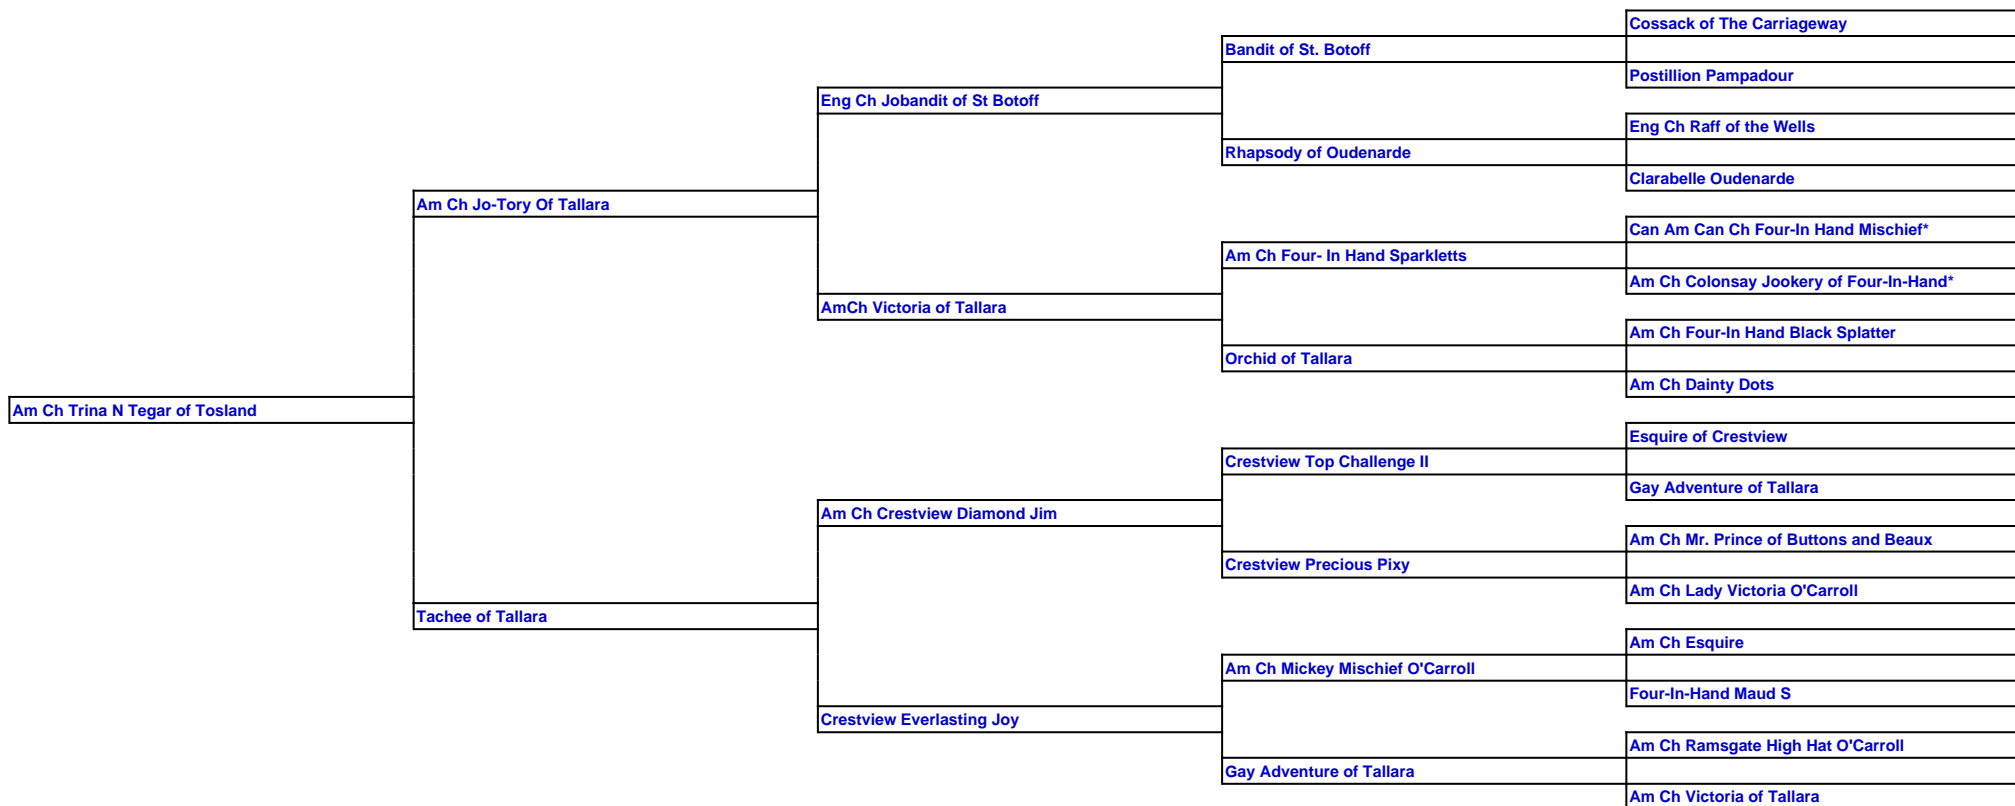 Cossack of The Carriageway
Bandit of St. Botoff
Postillion Pampadour
Eng Ch Jobandit of St Botoff
Eng Ch Raff of the Wells
Rhapsody of Oudenarde
Clarabelle Oudenarde
Am Ch Jo-Tory Of Tallara
Can Am Can Ch Four-In Hand Mischief*
Am Ch Four- In Hand Sparkletts
Am Ch Colonsay Jookery of Four-In-Hand*
AmCh Victoria of Tallara
Am Ch Four-In Hand Black Splatter
Orchid of Tallara
Am Ch Dainty Dots
Am Ch Trina N Tegar of Tosland
Esquire of Crestview
Crestview Top Challenge II
Gay Adventure of Tallara
Am Ch Crestview Diamond Jim
Am Ch Mr. Prince of Buttons and Beaux
Crestview Precious Pixy
Am Ch Lady Victoria O'Carroll
Tachee of Tallara
Am Ch Esquire
Am Ch Mickey Mischief O'Carroll
Four-In-Hand Maud S
Crestview Everlasting Joy
Am Ch Ramsgate High Hat O'Carroll
Gay Adventure of Tallara
Am Ch Victoria of Tallara